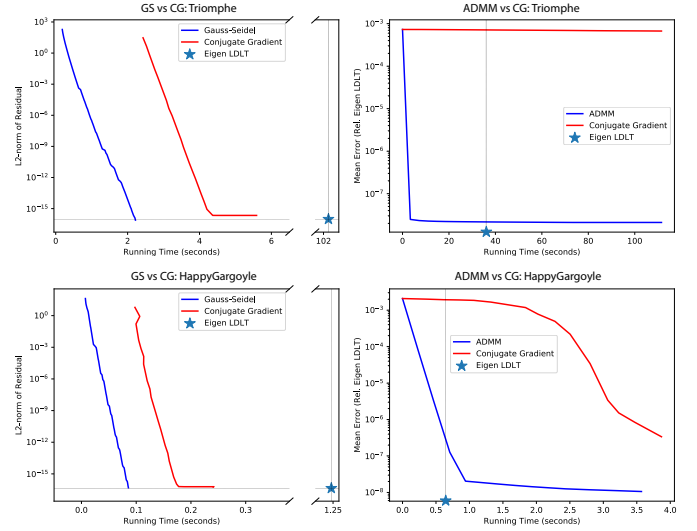 GS vs CG: Triomphe
L2-norm of Residual
10^3
10^0
10^−3
10^−6
10^−9
10^−12
10^−15
Gauss-Seidel
Conjugate Gradient
Eigen LDLT
0 2 4 6 102
Running Time (seconds)
ADMM vs CG: Triomphe
Mean Error (Rel. Eigen LDLT)
10^−3
10^−4
10^−5
10^−6
10^−7
ADMM
Conjugate Gradient
Eigen LDLT
0 20 40 60 80 100
Running Time (seconds)
GS vs CG: HappyGargoyle
L2-norm of Residual
10^0
10^−3
10^−6
10^−9
10^−12
10^−15
Gauss-Seidel
Conjugate Gradient
Eigen LDLT
0.0 0.1 0.2 0.3 1.25
Running Time (seconds)
ADMM vs CG: HappyGargoyle
Mean Error (Rel. Eigen LDLT)
10^−2
10^−3
10^−4
10^−5
10^−6
10^−7
10^−8
ADMM
Conjugate Gradient
Eigen LDLT
0.0 0.5 1.0 1.5 2.0 2.5 3.0 3.5 4.0
Running Time (seconds)